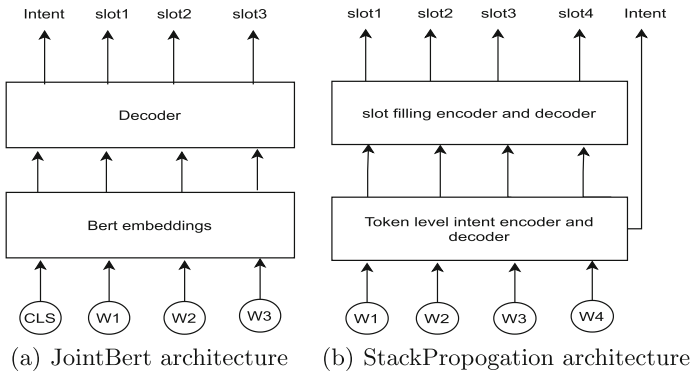 Intent slot1 slot2 slot3
Decoder
Bert embeddings
CLS W1 W2 W3
(a) JointBert architecture
slot1 slot2 slot3 slot4 Intent
slot filling encoder and decoder
Token level intent encoder and
decoder
W1 W2 W3 W4
(b) StackPropogation architecture